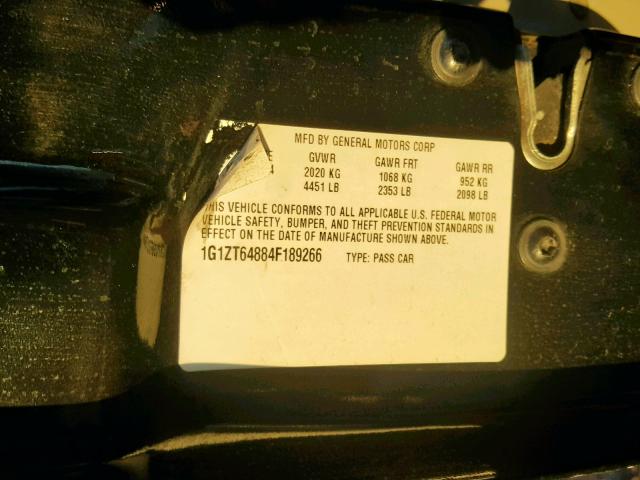 MFD BY GENERAL MOTORS CORP
E GVWR GAWR FRT GAWR RR
4 2020 KG 1068 KG 952 KG
4451 LB 2353 LB 2098 LB
THIS VEHICLE CONFORMS TO ALL APPLICABLE U.S. FEDERAL MOTOR
VEHICLE SAFETY, BUMPER, AND THEFT PREVENTION STANDARDS IN
EFFECT ON THE DATE OF MANUFACTURE SHOWN ABOVE.
1G1ZT64884F189266 TYPE: PASS CAR